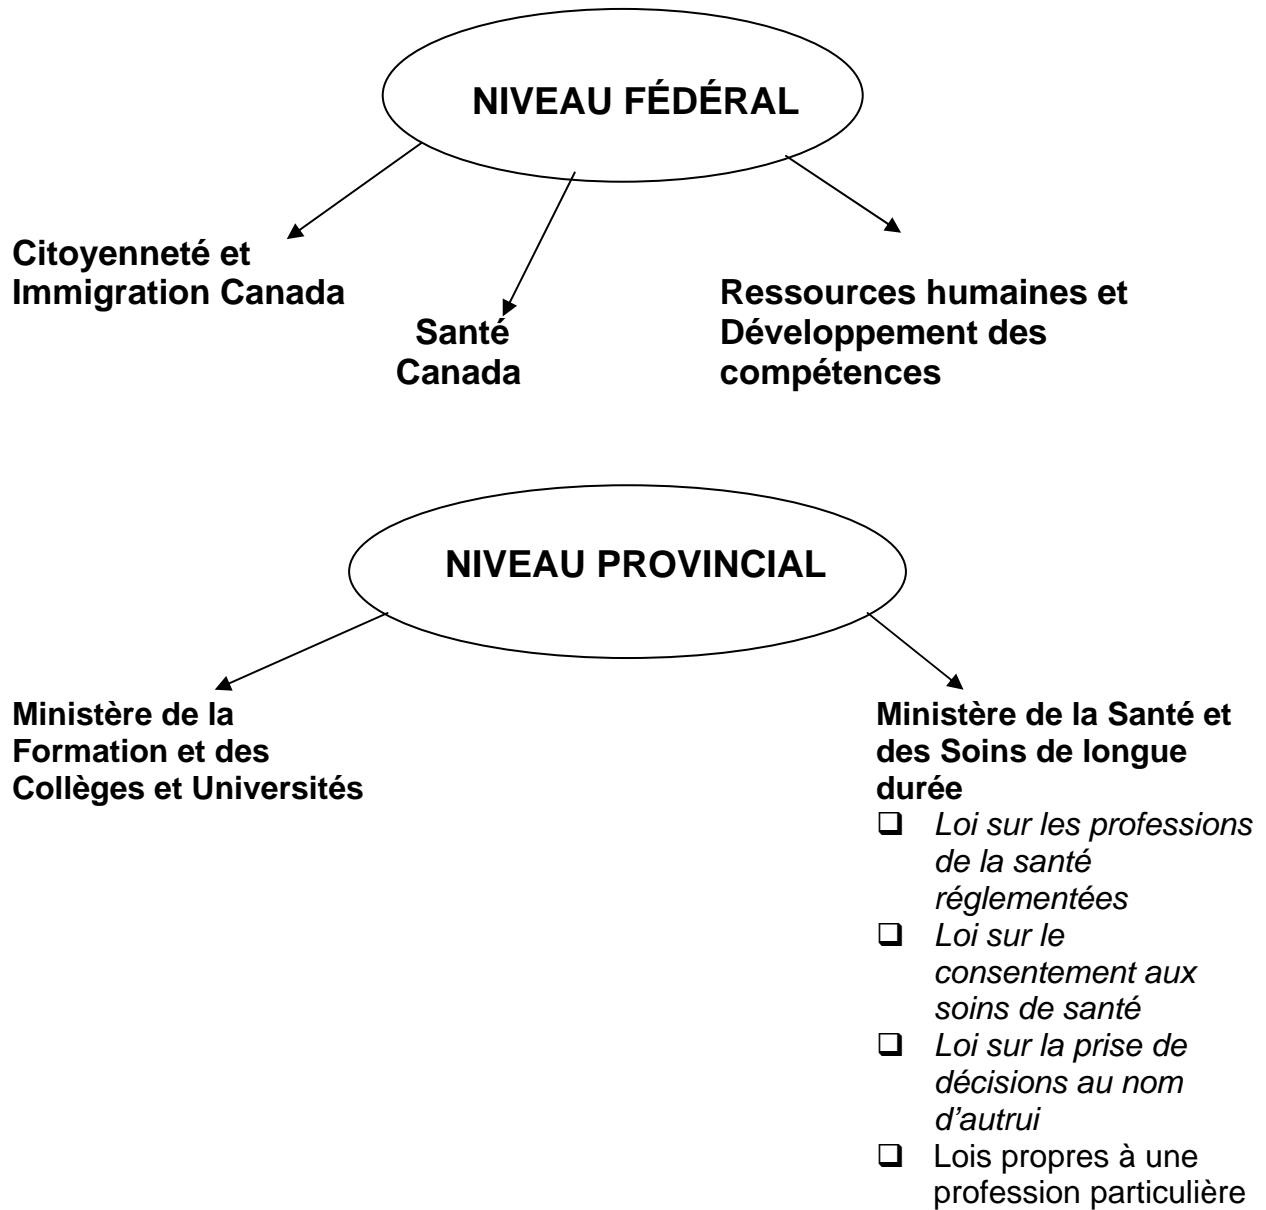 NIVEAU FÉDÉRAL
Citoyenneté et
Immigration Canada
Santé
Canada
Ressources humaines et
Développement des
compétences
NIVEAU PROVINCIAL
Ministère de la
Formation et des
Collèges et Universités
Ministère de la Santé et
des Soins de longue
durée
Loi sur les professions
de la santé
réglementées
Loi sur le
consentement aux
soins de santé
Loi sur la prise de
décisions au nom
d’autrui
Lois propres à une
profession particulière